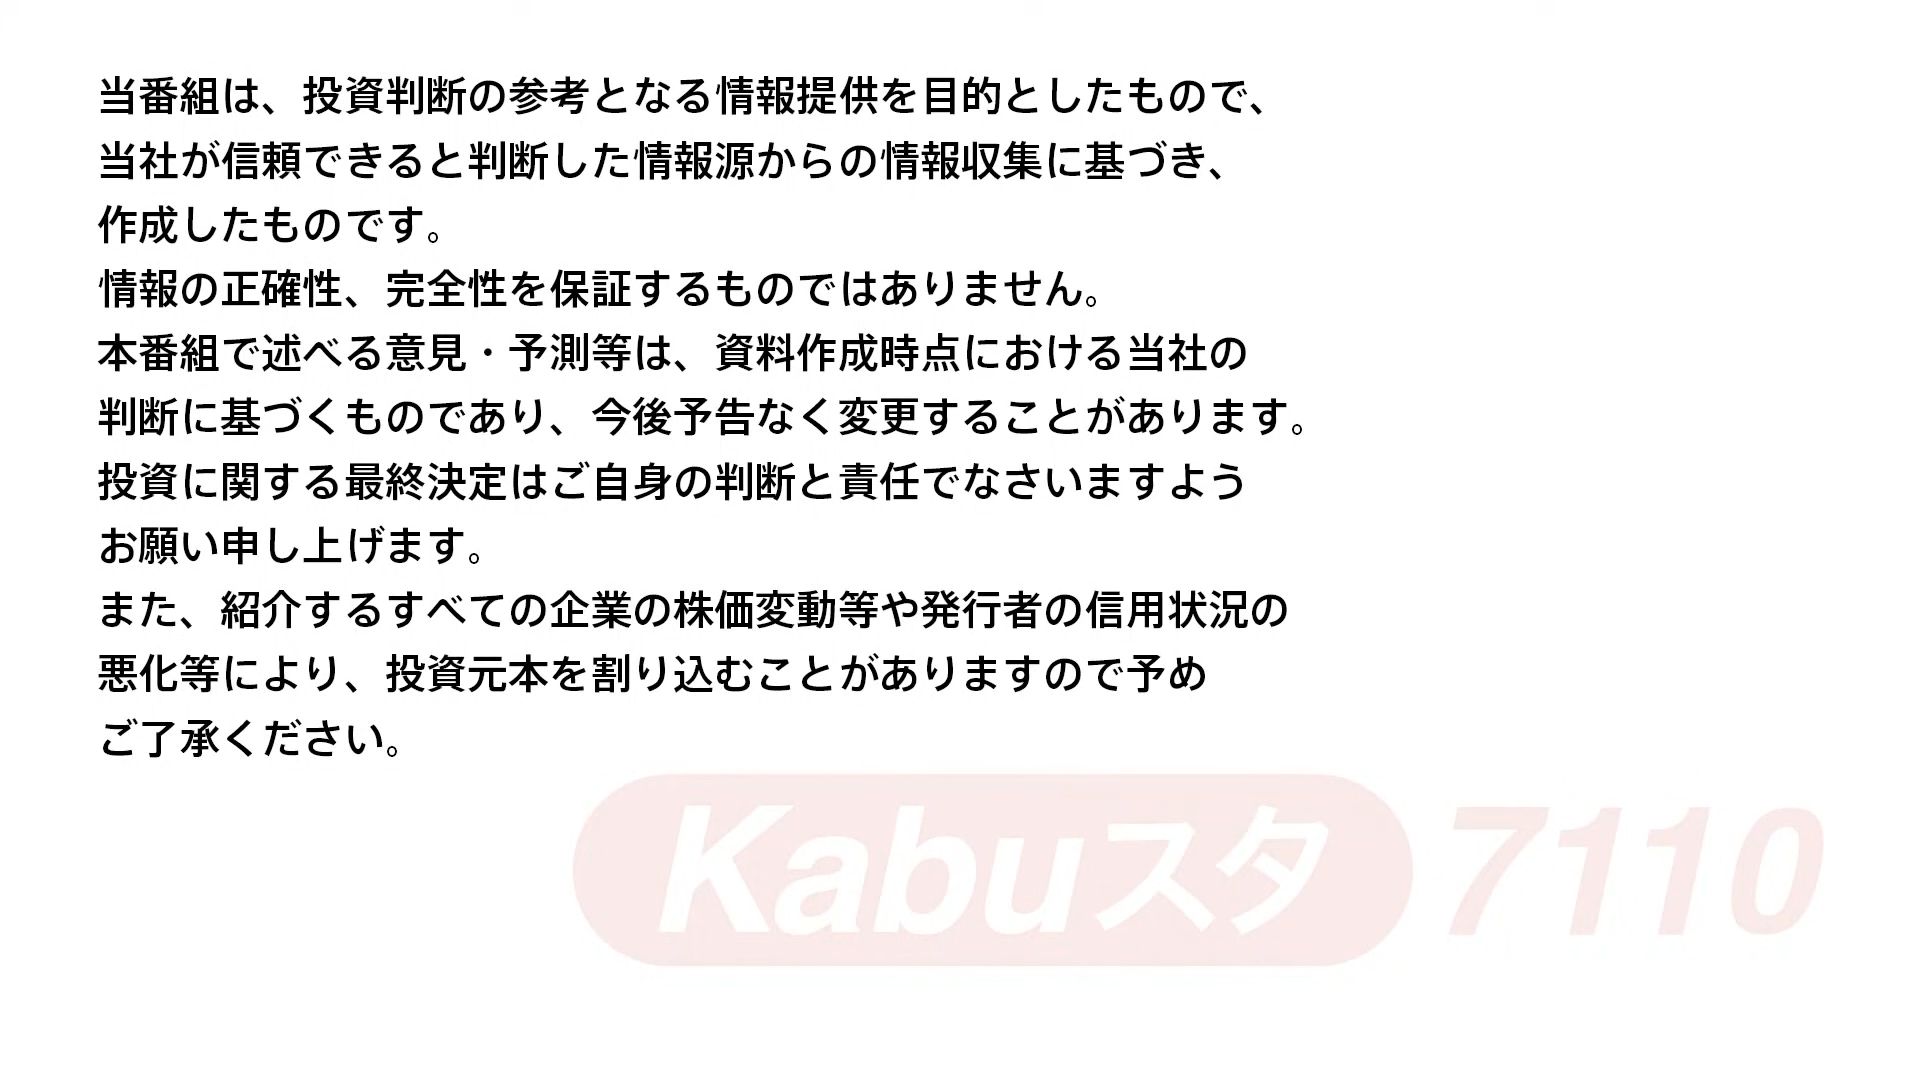 当番組は、投資判断の参考となる情報提供を目的としたもので、
当社が信頼できると判断した情報源からの情報収集に基づき、
作成したものです。
情報の正確性、完全性を保証するものではありません。
本番組で述べる意見・予測等は、資料作成時点における当社の
判断に基づくものであり、今後予告なく変更することがあります。
投資に関する最終決定はご自身の判断と責任でなさいますよう
お願い申し上げます。
また、紹介するすべての企業の株価変動等や発行者の信用状況の
悪化等により、投資元本を割り込むことがありますので予め
ご了承ください。
Kabuスタ 7110